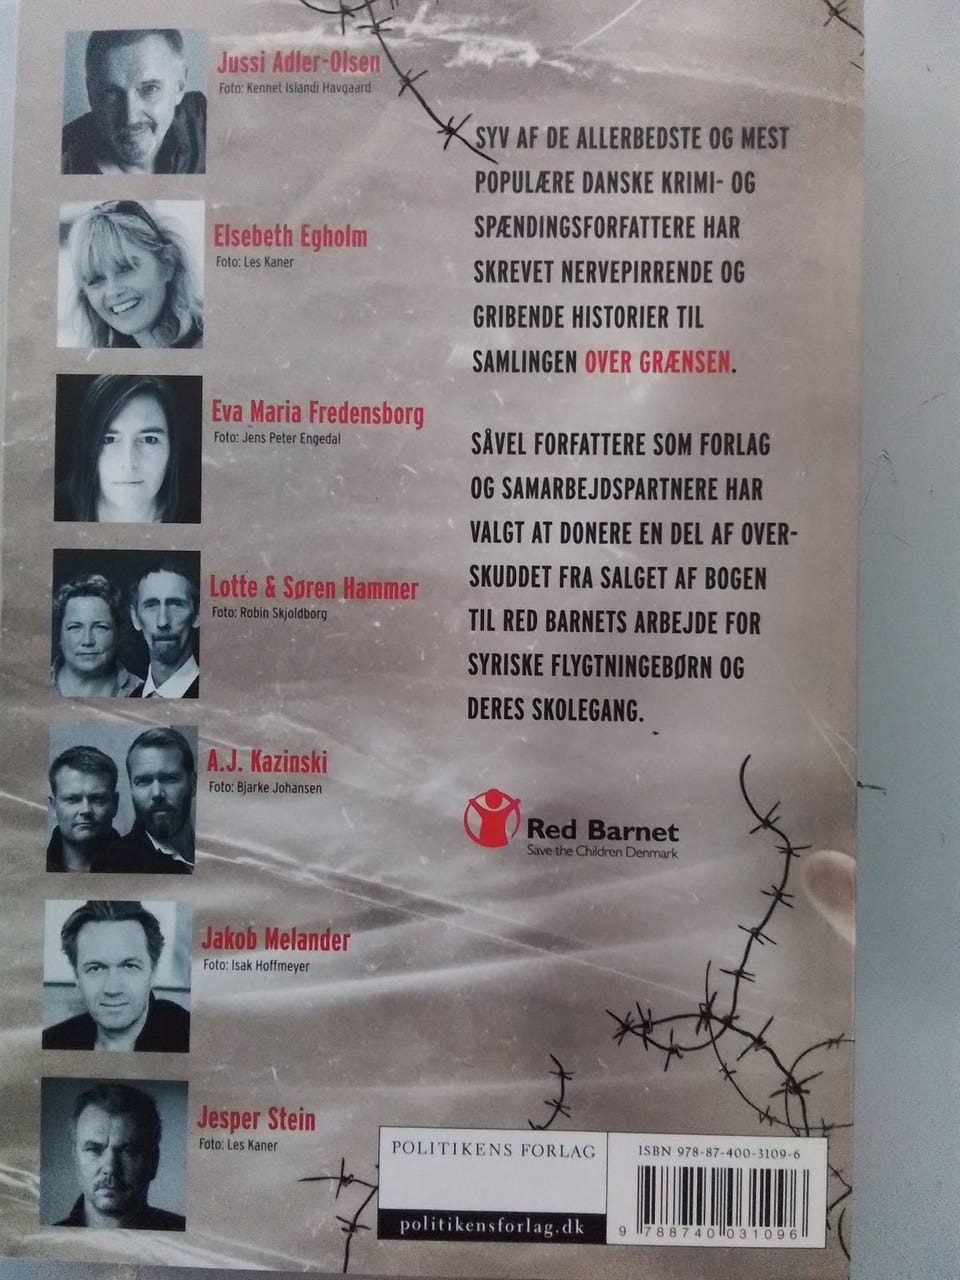 Jussi Adler-Olsen
Foto: Kennet Islandi Havgaard
Elsebeth Egholm
Foto: Les Kaner
Eva Maria Fredensborg
Foto: Jens Peter Engedal
Lotte & Søren Hammer
Foto: Robin Skjoldborg
A.J. Kazinski
Foto: Bjarke Johansen
Jakob Melander
Foto: Isak Hoffmeyer
Jesper Stein
Foto: Les Kaner
SYV AF DE ALLERBEDSTE OG MEST
POPULÆRE DANSKE KRIMI- OG
SPÆNDINGSFORFATTERE HAR
SKREVET NERVEPIRRENDE OG
GRIBENDE HISTORIER TIL
SAMLINGEN OVER GRÆNSEN.
SÅVEL FORFATTERE SOM FORLAG
OG SAMARBEJDSPARTNERE HAR
VALGT AT DONERE EN DEL AF OVER-
SKUDDET FRA SALGET AF BOGEN
TIL RED BARNETS ARBEJDE FOR
SYRISKE FLYGTNINGEBØRN OG
DERES SKOLEGANG.
Red Barnet
Save the Children Denmark
POLITIKENS FORLAG
politikensforlag.dk
ISBN 978-87-400-3109-6
9 788740 031096